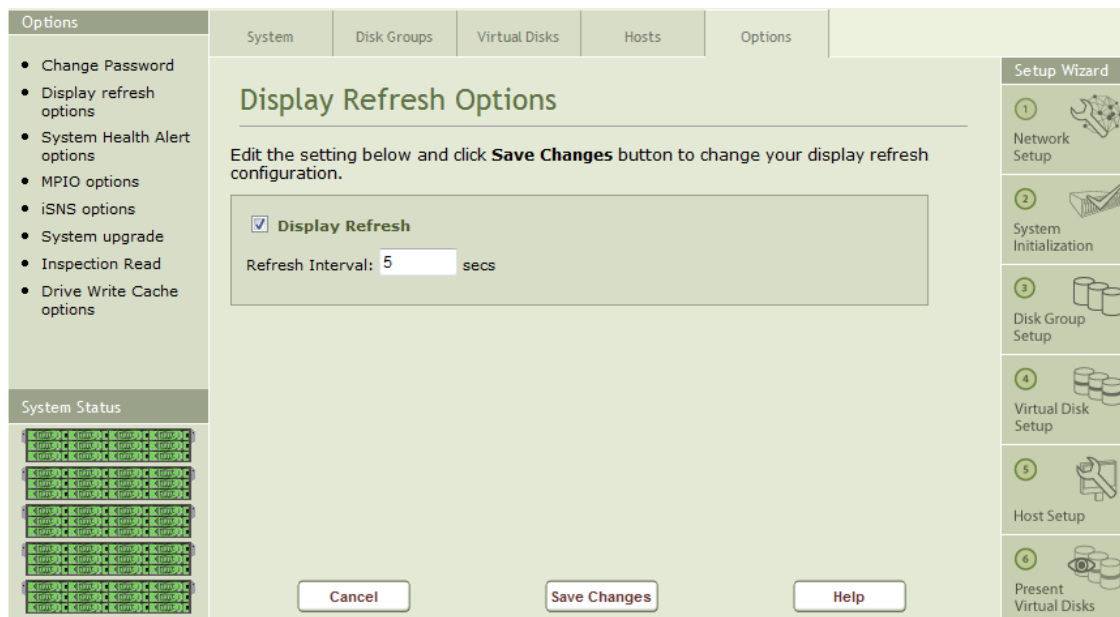 Options
Change Password
Display refresh
options
System Health Alert
options
MPIO options
iSNS options
System upgrade
Inspection Read
Drive Write Cache
options
System Status
System
Disk Groups
Virtual Disks
Hosts
Options
Display Refresh Options
Edit the setting below and click Save Changes button to change your display refresh
configuration.
Display Refresh
Refresh Interval: 5 secs
Cancel
Save Changes
Help
Setup Wizard
1
Network
Setup
2
System
Initialization
3
Disk Group
Setup
4
Virtual Disk
Setup
5
Host Setup
6
Present
Virtual Disks